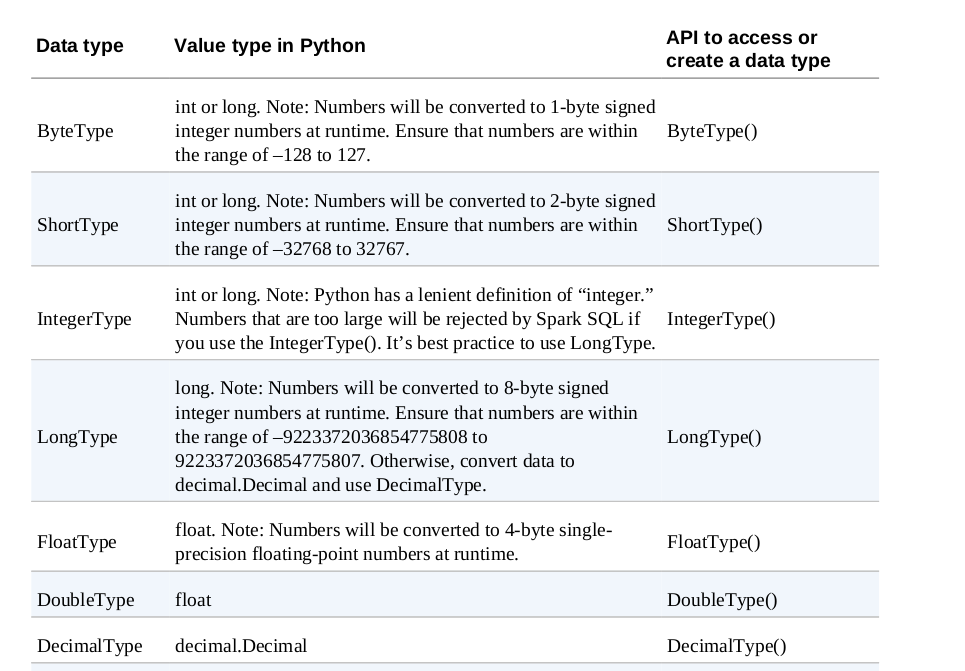 Data type
Value type in Python
API to access or
create a data type
ByteType
int or long. Note: Numbers will be converted to 1-byte signed
integer numbers at runtime. Ensure that numbers are within
the range of –128 to 127.
ByteType()
ShortType
int or long. Note: Numbers will be converted to 2-byte signed
integer numbers at runtime. Ensure that numbers are within
the range of –32768 to 32767.
ShortType()
IntegerType
int or long. Note: Python has a lenient definition of “integer.”
Numbers that are too large will be rejected by Spark SQL if
you use the IntegerType(). It’s best practice to use LongType.
IntegerType()
LongType
long. Note: Numbers will be converted to 8-byte signed
integer numbers at runtime. Ensure that numbers are within
the range of –9223372036854775808 to
9223372036854775807. Otherwise, convert data to
decimal.Decimal and use DecimalType.
LongType()
FloatType
float. Note: Numbers will be converted to 4-byte single-
precision floating-point numbers at runtime.
FloatType()
DoubleType
float
DoubleType()
DecimalType
decimal.Decimal
DecimalType()